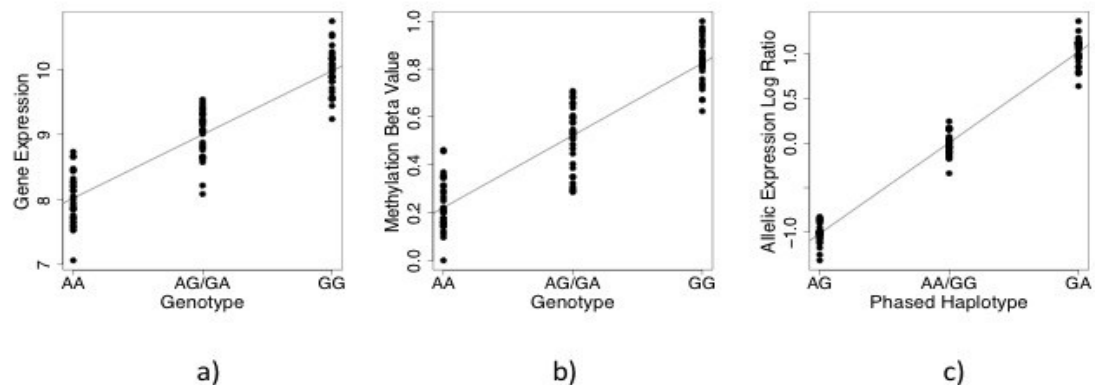 Gene Expression
7 8 9 10
AA AG/GA GG
Genotype
a)
Methylation Beta Value
0.0 0.2 0.4 0.6 0.8 1.0
AA AG/GA GG
Genotype
b)
Allelic Expression Log Ratio
−1.0 0.0 0.5 1.0
AG AA/GG GA
Phased Haplotype
c)